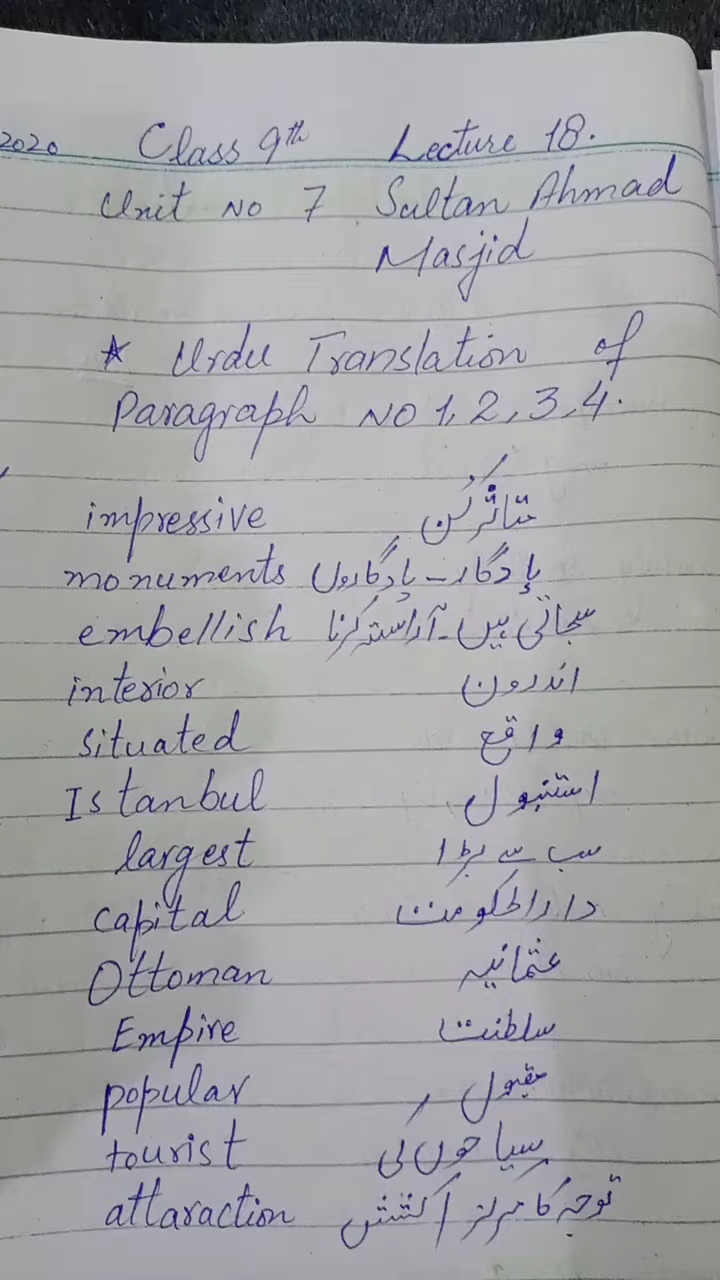 2020 Class 9th Lecture 18.
Unit No 7 Sultan Ahmad
Masjid
* Urdu Translation of
Paragraph NO 1, 2, 3, 4.
impressive متاثر کُن
monuments یادگار - یادگاروں
embellish سجاتی ہیں - آراستہ کرنا
interior اندرون
situated واقع
Istanbul استنبول
largest سب سے بڑا
capital دارالحکومت
Ottoman عثمانیہ
Empire سلطنت
popular مقبول
tourist سیاحوں کی
attaraction توجہ کا مرکز / کشش